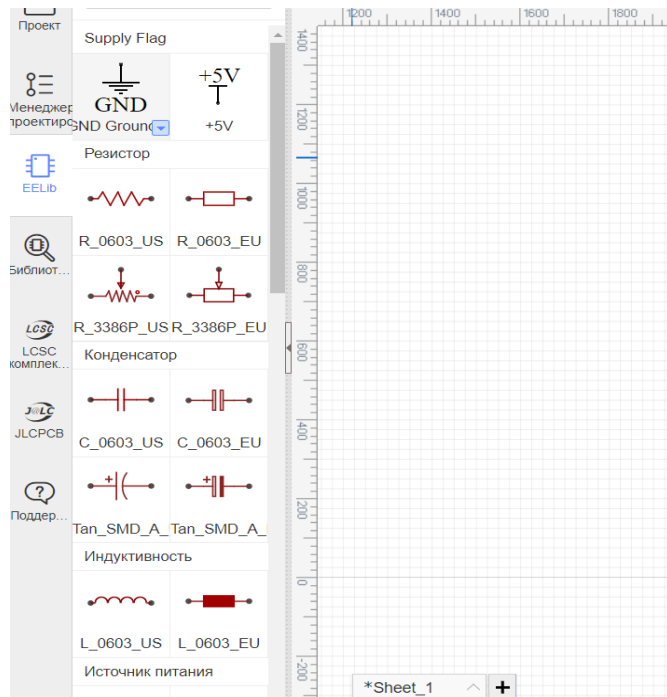 Проект
Менеджер
проектирс
EELib
Библиот...
LCSC
LCSC
комплек...
J@LC
JLCPCB
Поддер...
Supply Flag
GND
GND Ground
+5V
+5V
Резистор
R_0603_US
R_0603_EU
R_3386P_US
R_3386P_EU
Конденсатор
C_0603_US
C_0603_EU
+
+
Tan_SMD_A_
Tan_SMD_A_
Индуктивность
L_0603_US
L_0603_EU
Источник питания
1200 1400 1600 1800
1400
1200
1000
800
600
400
200
0
-200
*Sheet_1
+